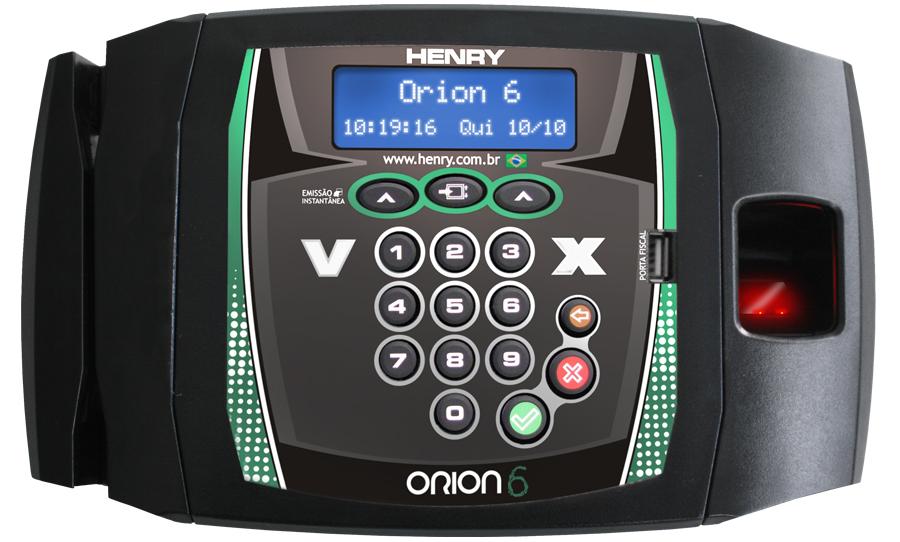 HENRY
Orion 6
10:19:16 Qui 10/10
www.henry.com.br
EMISSÃO
INSTANTÂNEA
V 1 2 3 X
PORTA FISCAL
4 5 6
7 8 9
0
ORION 6